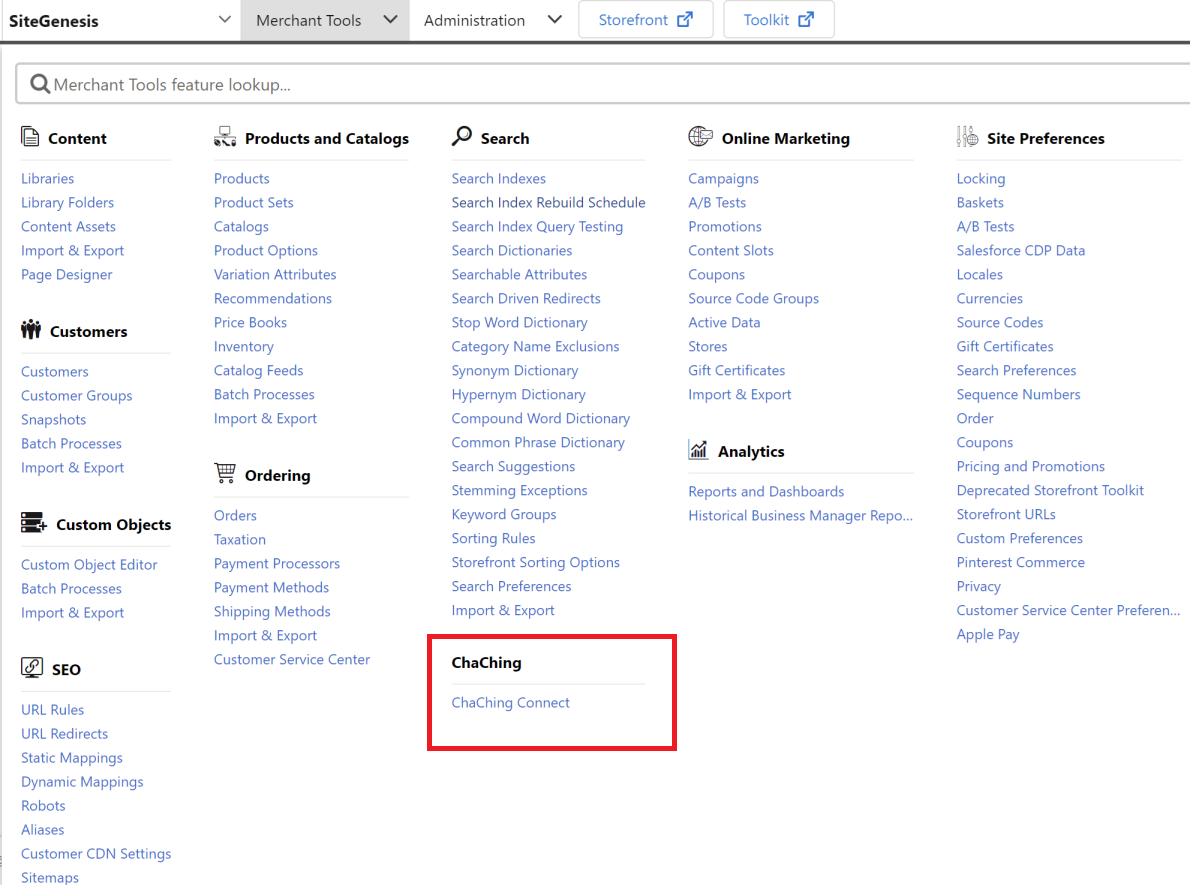 SiteGenesis
Merchant Tools
Administration
Storefront
Toolkit
Merchant Tools feature lookup...
Content
Libraries
Library Folders
Content Assets
Import & Export
Page Designer
Customers
Customers
Customer Groups
Snapshots
Batch Processes
Import & Export
Custom Objects
Custom Object Editor
Batch Processes
Import & Export
SEO
URL Rules
URL Redirects
Static Mappings
Dynamic Mappings
Robots
Aliases
Customer CDN Settings
Sitemaps
Products and Catalogs
Products
Product Sets
Catalogs
Product Options
Variation Attributes
Recommendations
Price Books
Inventory
Catalog Feeds
Batch Processes
Import & Export
Ordering
Orders
Taxation
Payment Processors
Payment Methods
Shipping Methods
Import & Export
Customer Service Center
Search
Search Indexes
Search Index Rebuild Schedule
Search Index Query Testing
Search Dictionaries
Searchable Attributes
Search Driven Redirects
Stop Word Dictionary
Category Name Exclusions
Synonym Dictionary
Hypernym Dictionary
Compound Word Dictionary
Common Phrase Dictionary
Search Suggestions
Stemming Exceptions
Keyword Groups
Sorting Rules
Storefront Sorting Options
Search Preferences
Import & Export
ChaChing
ChaChing Connect
Online Marketing
Campaigns
A/B Tests
Promotions
Content Slots
Coupons
Source Code Groups
Active Data
Stores
Gift Certificates
Import & Export
Analytics
Reports and Dashboards
Historical Business Manager Repo...
Site Preferences
Locking
Baskets
A/B Tests
Salesforce CDP Data
Locales
Currencies
Source Codes
Gift Certificates
Search Preferences
Sequence Numbers
Order
Coupons
Pricing and Promotions
Deprecated Storefront Toolkit
Storefront URLs
Custom Preferences
Pinterest Commerce
Privacy
Customer Service Center Preferen...
Apple Pay